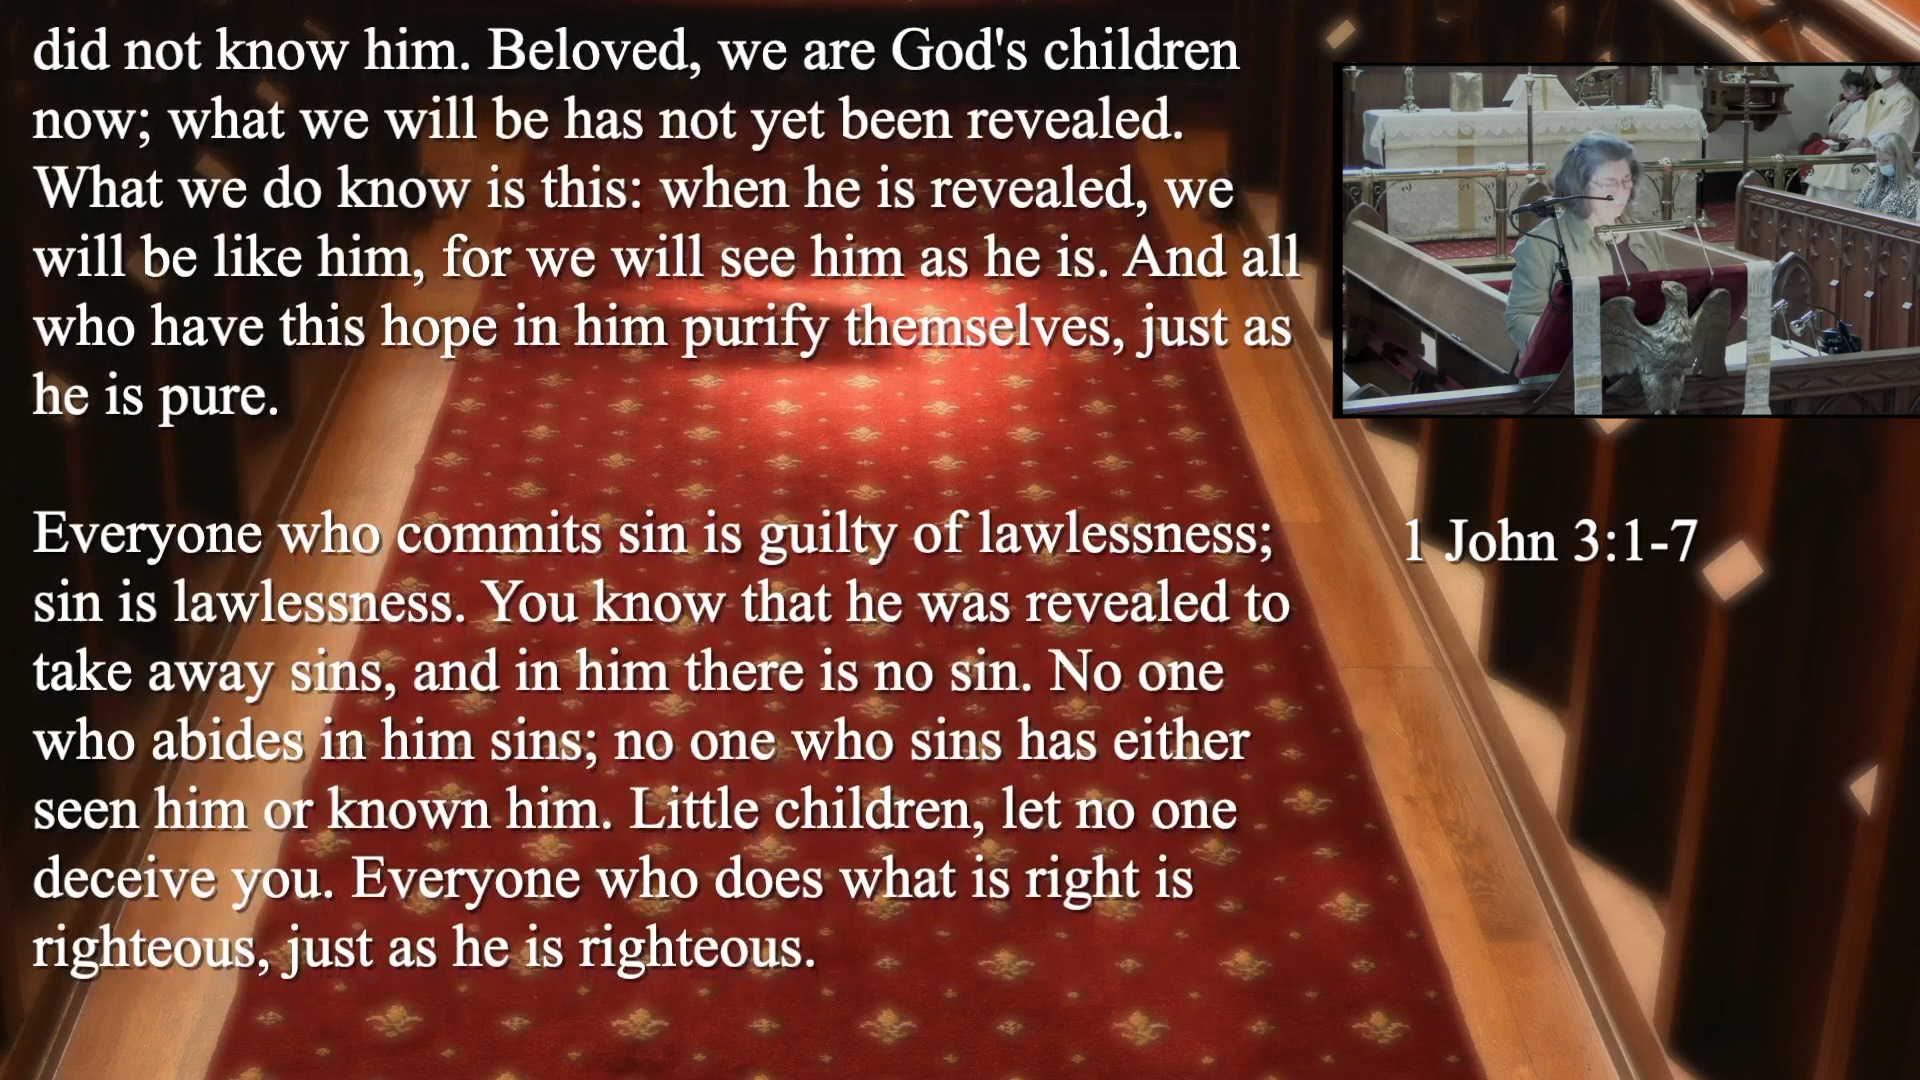 did not know him. Beloved, we are God's children
now; what we will be has not yet been revealed.
What we do know is this: when he is revealed, we
will be like him, for we will see him as he is. And all
who have this hope in him purify themselves, just as
he is pure.
Everyone who commits sin is guilty of lawlessness;
sin is lawlessness. You know that he was revealed to
take away sins, and in him there is no sin. No one
who abides in him sins; no one who sins has either
seen him or known him. Little children, let no one
deceive you. Everyone who does what is right is
righteous, just as he is righteous.
1 John 3:1-7